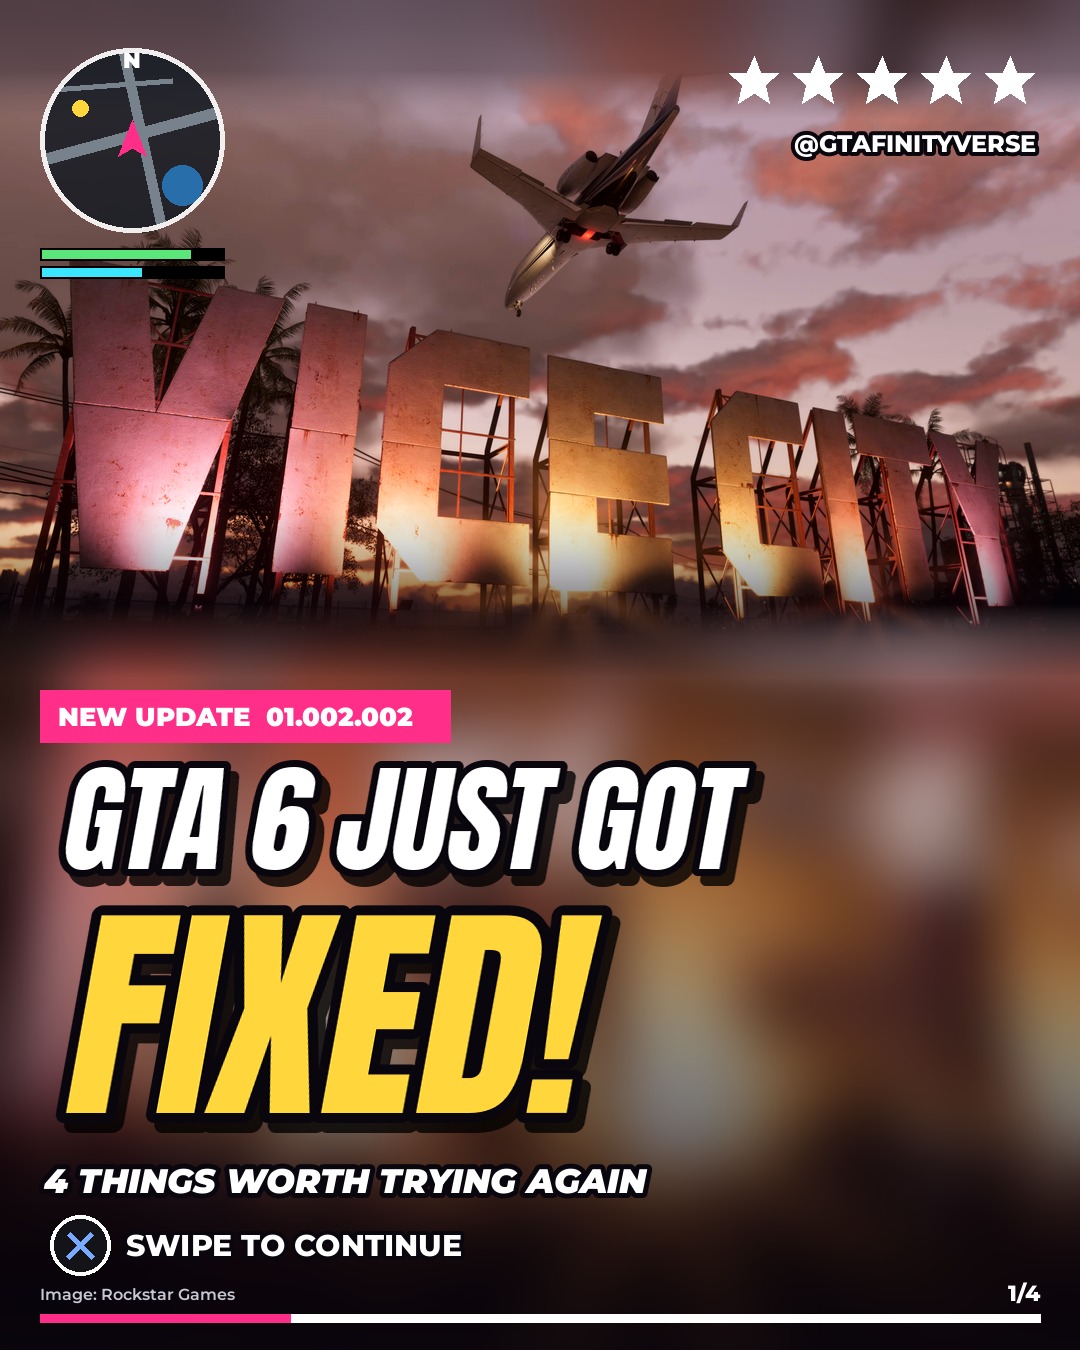 N
@GTAFINITYVERSE
VICE CITY
NEW UPDATE 01.002.002
GTA 6 JUST GOT
FIXED!
4 THINGS WORTH TRYING AGAIN
SWIPE TO CONTINUE
Image: Rockstar Games
1/4